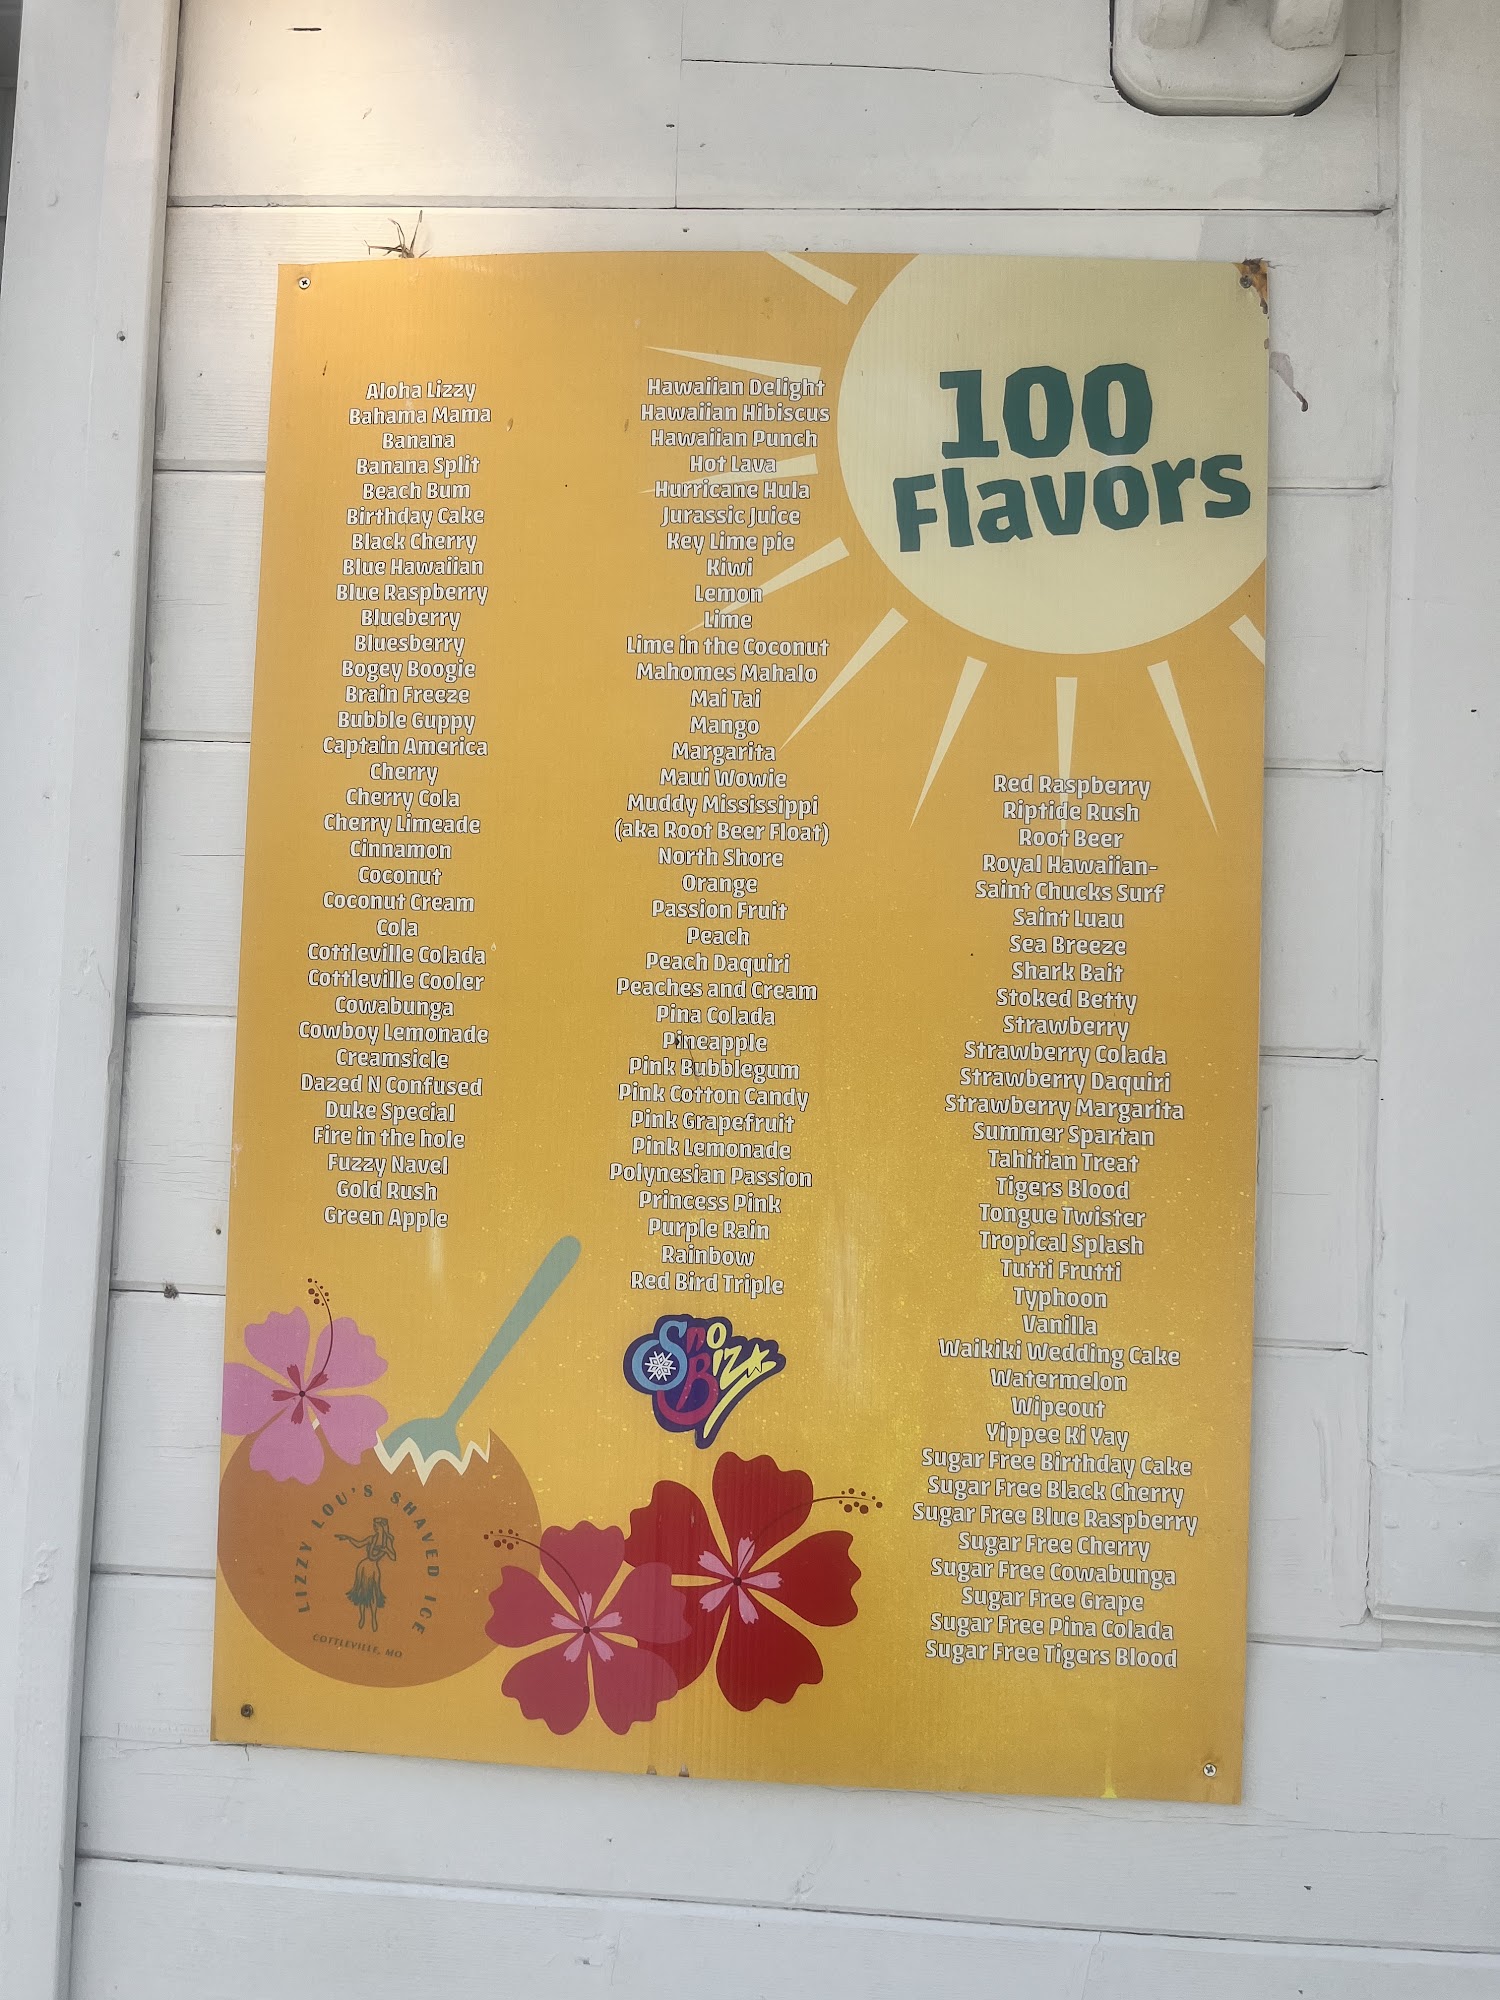 100
Flavors
Aloha Lizzy
Bahama Mama
Banana
Banana Split
Beach Bum
Birthday Cake
Black Cherry
Blue Hawaiian
Blue Raspberry
Blueberry
Bluesberry
Bogey Boogie
Brain Freeze
Bubble Guppy
Captain America
Cherry
Cherry Cola
Cherry Limeade
Cinnamon
Coconut
Coconut Cream
Cola
Cottleville Colada
Cottleville Cooler
Cowabunga
Cowboy Lemonade
Creamsicle
Dazed N Confused
Duke Special
Fire in the hole
Fuzzy Navel
Gold Rush
Green Apple
Hawaiian Delight
Hawaiian Hibiscus
Hawaiian Punch
Hot Lava
Hurricane Hula
Jurassic Juice
Key Lime pie
Kiwi
Lemon
Lime
Lime in the Coconut
Mahomes Mahalo
Mai Tai
Mango
Margarita
Maui Wowie
Muddy Mississippi
(aka Root Beer Float)
North Shore
Orange
Passion Fruit
Peach
Peach Daquiri
Peaches and Cream
Pina Colada
Pineapple
Pink Bubblegum
Pink Cotton Candy
Pink Grapefruit
Pink Lemonade
Polynesian Passion
Princess Pink
Purple Rain
Rainbow
Red Bird Triple
Red Raspberry
Riptide Rush
Root Beer
Royal Hawaiian-
Saint Chucks Surf
Saint Luau
Sea Breeze
Shark Bait
Stoked Betty
Strawberry
Strawberry Colada
Strawberry Daquiri
Strawberry Margarita
Summer Spartan
Tahitian Treat
Tigers Blood
Tongue Twister
Tropical Splash
Tutti Frutti
Typhoon
Vanilla
Waikiki Wedding Cake
Watermelon
Wipeout
Yippee Ki Yay
Sugar Free Birthday Cake
Sugar Free Black Cherry
Sugar Free Blue Raspberry
Sugar Free Cherry
Sugar Free Cowabunga
Sugar Free Grape
Sugar Free Pina Colada
Sugar Free Tigers Blood
Sno
Biz
LIZZY LOU'S SHAVED ICE
COTTLEVILLE, MO